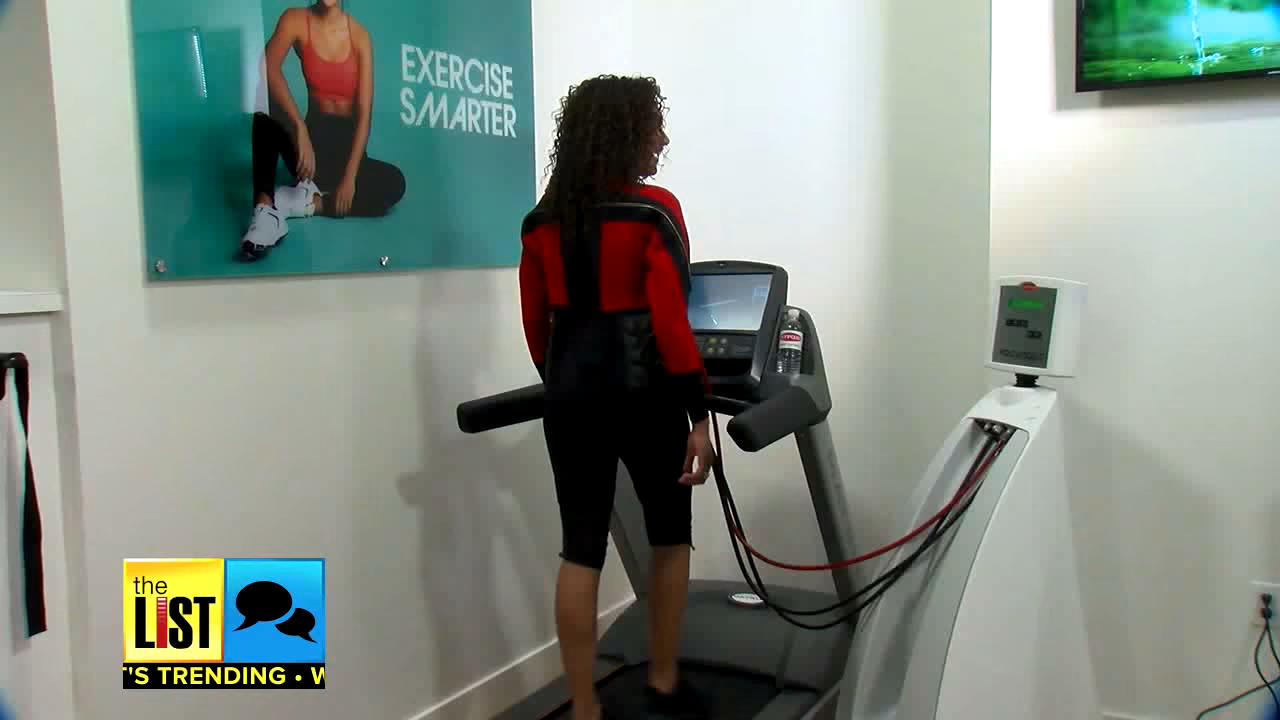 EXERCISE
SMARTER
the
LIST
'S TRENDING • W